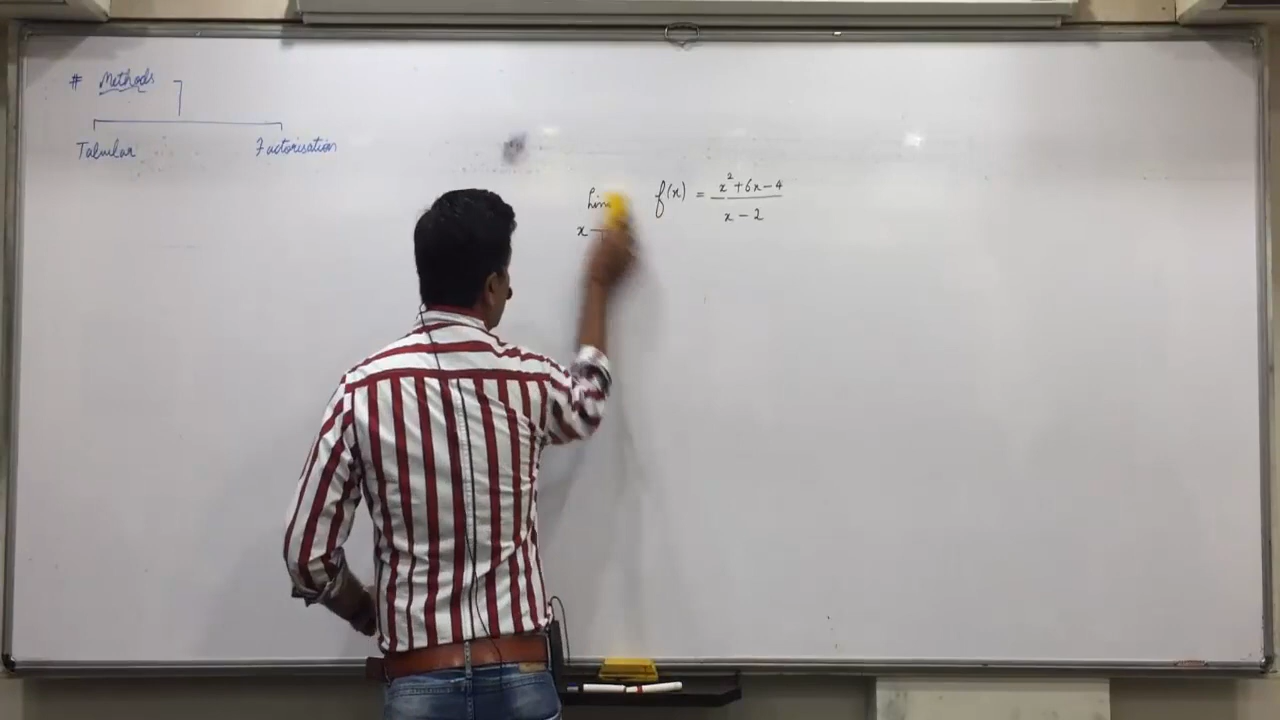 # Methods
Tabular Factorisation
f(x) = x²+6x-4
x - 2
x